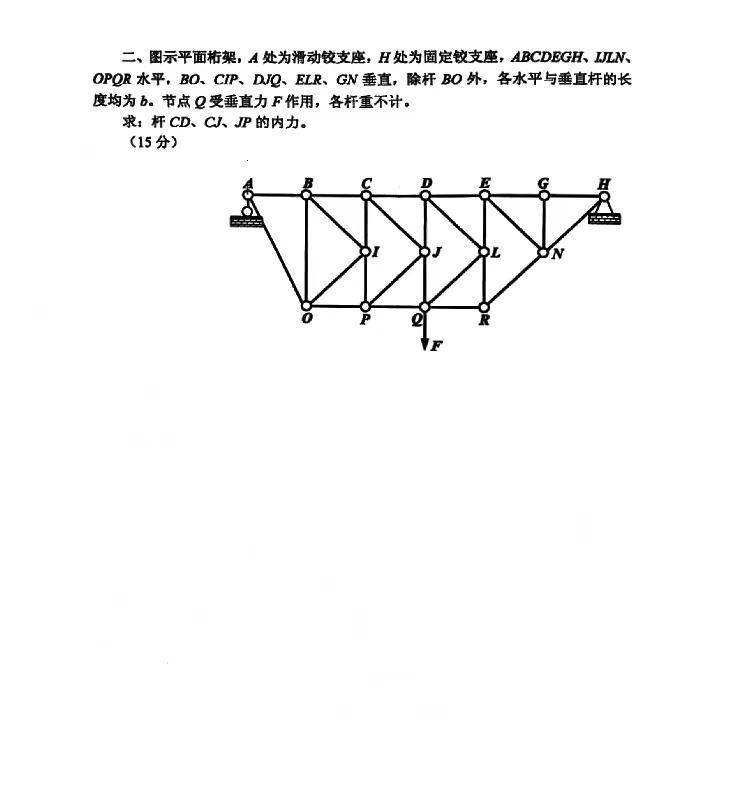 二、图示平面桁架，A 处为滑动铰支座，H 处为固定铰支座，ABCDEGH、IJLN、
OPQR 水平，BO、CIP、DJQ、ELR、GN 垂直，除杆 BO 外，各水平与垂直杆的长
度均为 b。节点 Q 受垂直力 F 作用，各杆重不计。
求：杆 CD、CJ、JP 的内力。
（15 分）
A B C D E G H
I J L N
O P Q R
F